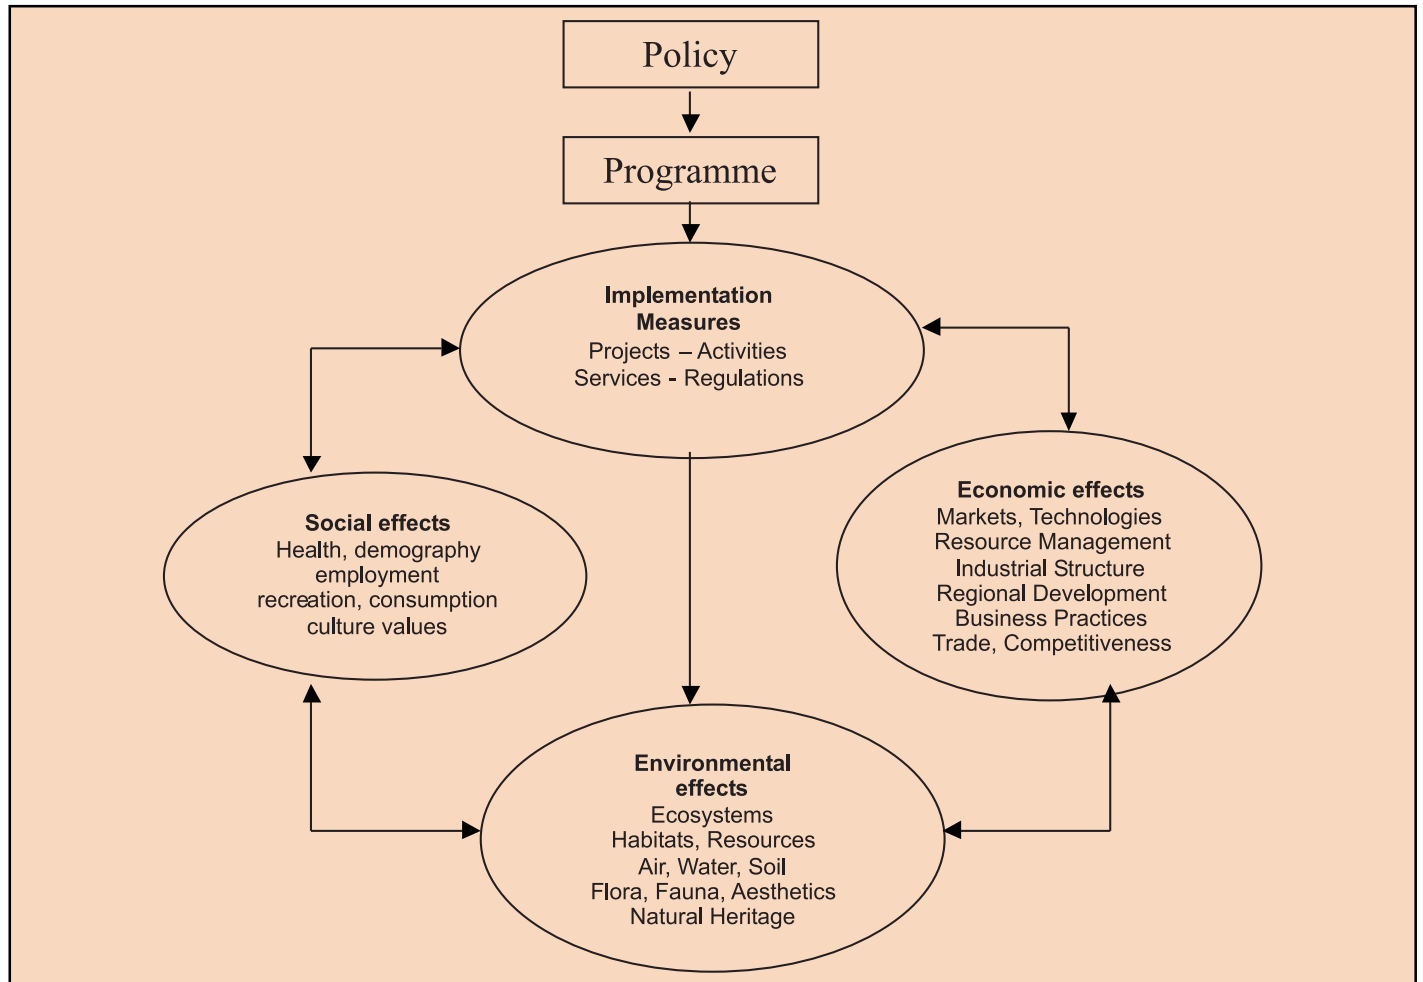 Policy
Programme
Implementation
Measures
Projects – Activities
Services - Regulations
Social effects
Health, demography
employment
recreation, consumption
culture values
Economic effects
Markets, Technologies
Resource Management
Industrial Structure
Regional Development
Business Practices
Trade, Competitiveness
Environmental
effects
Ecosystems
Habitats, Resources
Air, Water, Soil
Flora, Fauna, Aesthetics
Natural Heritage